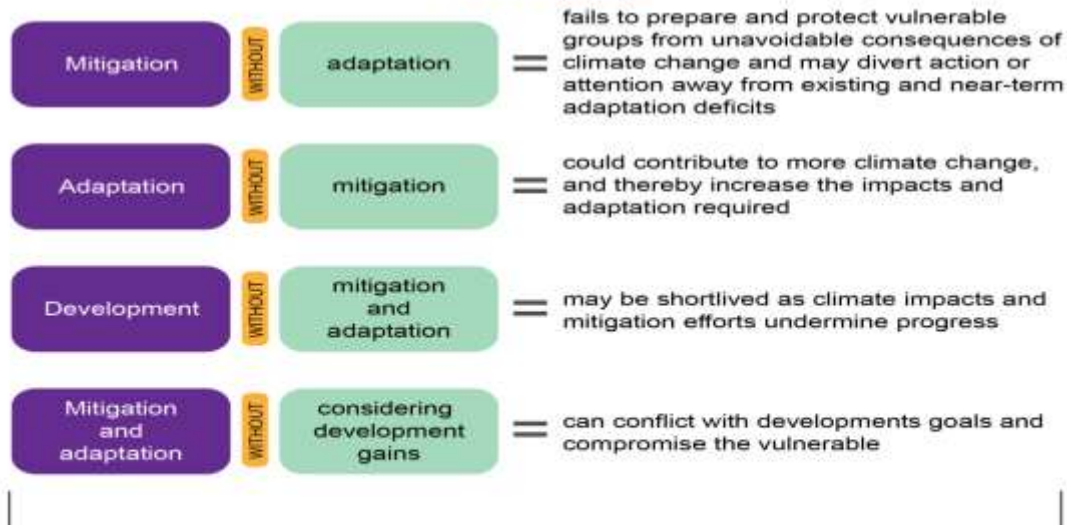 Mitigation
WITHOUT
adaptation
=
fails to prepare and protect vulnerable
groups from unavoidable consequences of
climate change and may divert action or
attention away from existing and near-term
adaptation deficits
Adaptation
WITHOUT
mitigation
=
could contribute to more climate change,
and thereby increase the impacts and
adaptation required
Development
WITHOUT
mitigation
and
adaptation
=
may be shortlived as climate impacts and
mitigation efforts undermine progress
Mitigation
and
adaptation
WITHOUT
considering
development
gains
=
can conflict with developments goals and
compromise the vulnerable